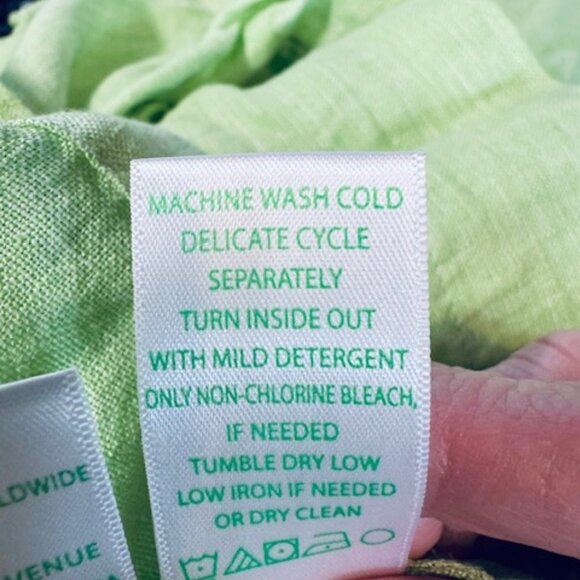 MACHINE WASH COLD
DELICATE CYCLE
SEPARATELY
TURN INSIDE OUT
WITH MILD DETERGENT
ONLY NON-CHLORINE BLEACH,
IF NEEDED
TUMBLE DRY LOW
LOW IRON IF NEEDED
OR DRY CLEAN
LDWIDE
VENUE